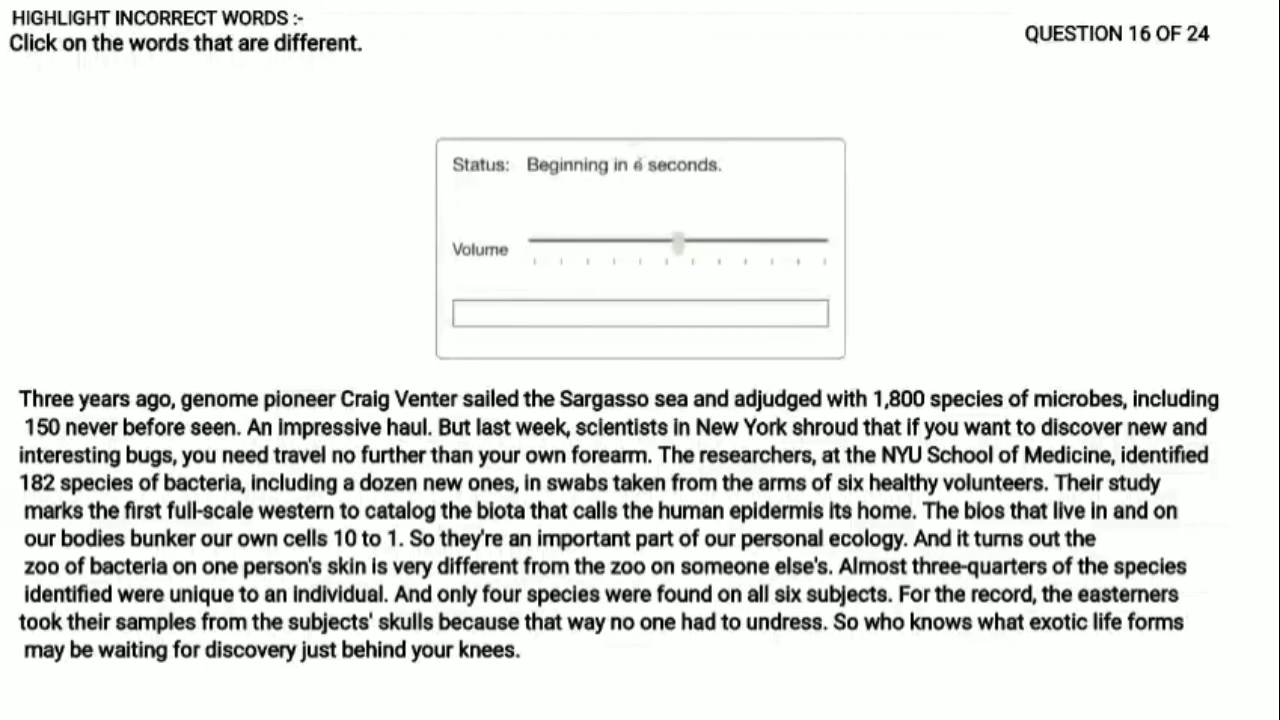 HIGHLIGHT INCORRECT WORDS :-
Click on the words that are different.
QUESTION 16 OF 24
Status: Beginning in 6 seconds.
Volume
Three years ago, genome pioneer Craig Venter sailed the Sargasso sea and adjudged with 1,800 species of microbes, including
150 never before seen. An impressive haul. But last week, scientists in New York shroud that if you want to discover new and
interesting bugs, you need travel no further than your own forearm. The researchers, at the NYU School of Medicine, identified
182 species of bacteria, including a dozen new ones, in swabs taken from the arms of six healthy volunteers. Their study
marks the first full-scale western to catalog the biota that calls the human epidermis its home. The bios that live in and on
our bodies bunker our own cells 10 to 1. So they're an important part of our personal ecology. And it turns out the
zoo of bacteria on one person's skin is very different from the zoo on someone else's. Almost three-quarters of the species
identified were unique to an individual. And only four species were found on all six subjects. For the record, the easterners
took their samples from the subjects' skulls because that way no one had to undress. So who knows what exotic life forms
may be waiting for discovery just behind your knees.